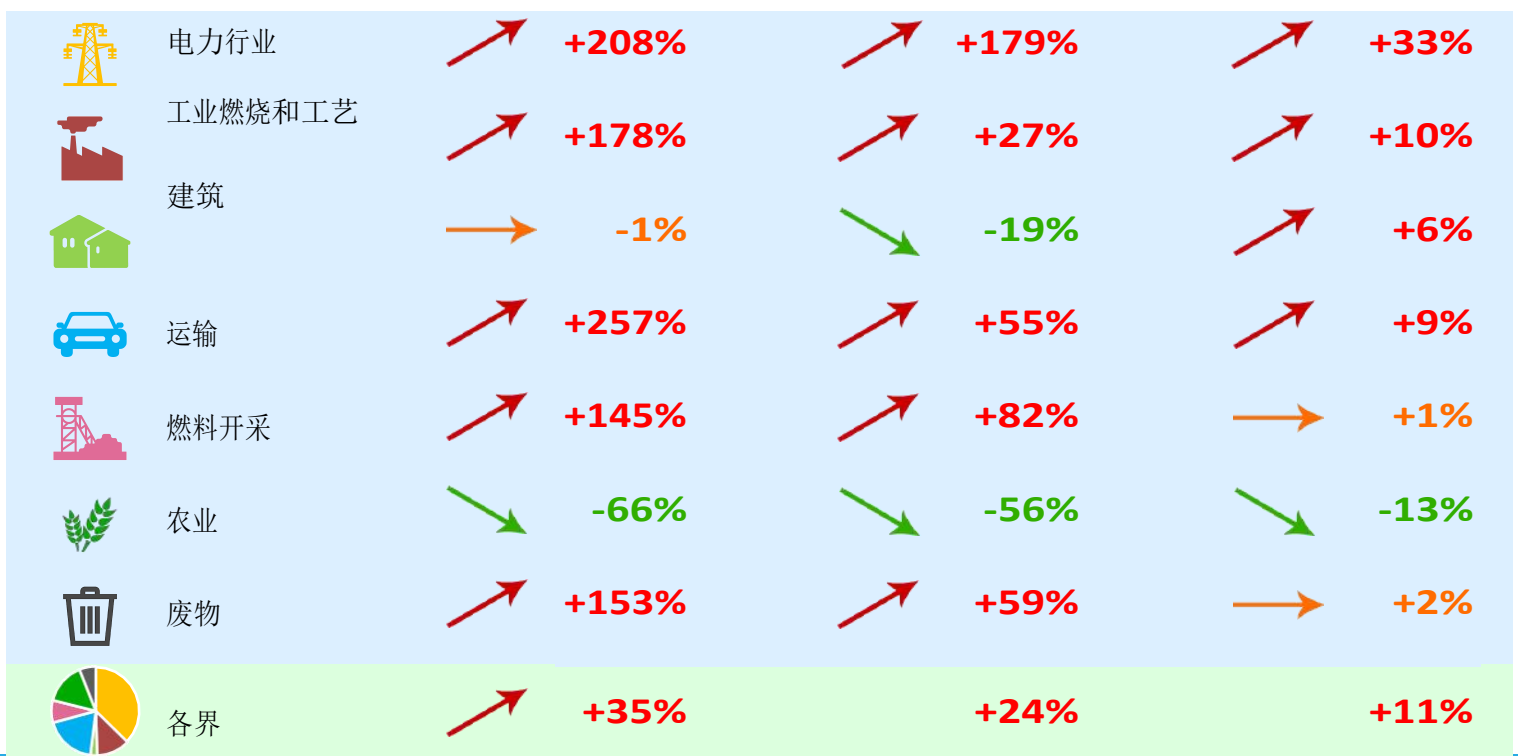 电力行业 +208% +179% +33%
工业燃烧和工艺
+178% +27% +10%
建筑
-1% -19% +6%
运输 +257% +55% +9%
燃料开采 +145% +82% +1%
农业 -66% -56% -13%
废物 +153% +59% +2%
各界 +35% +24% +11%